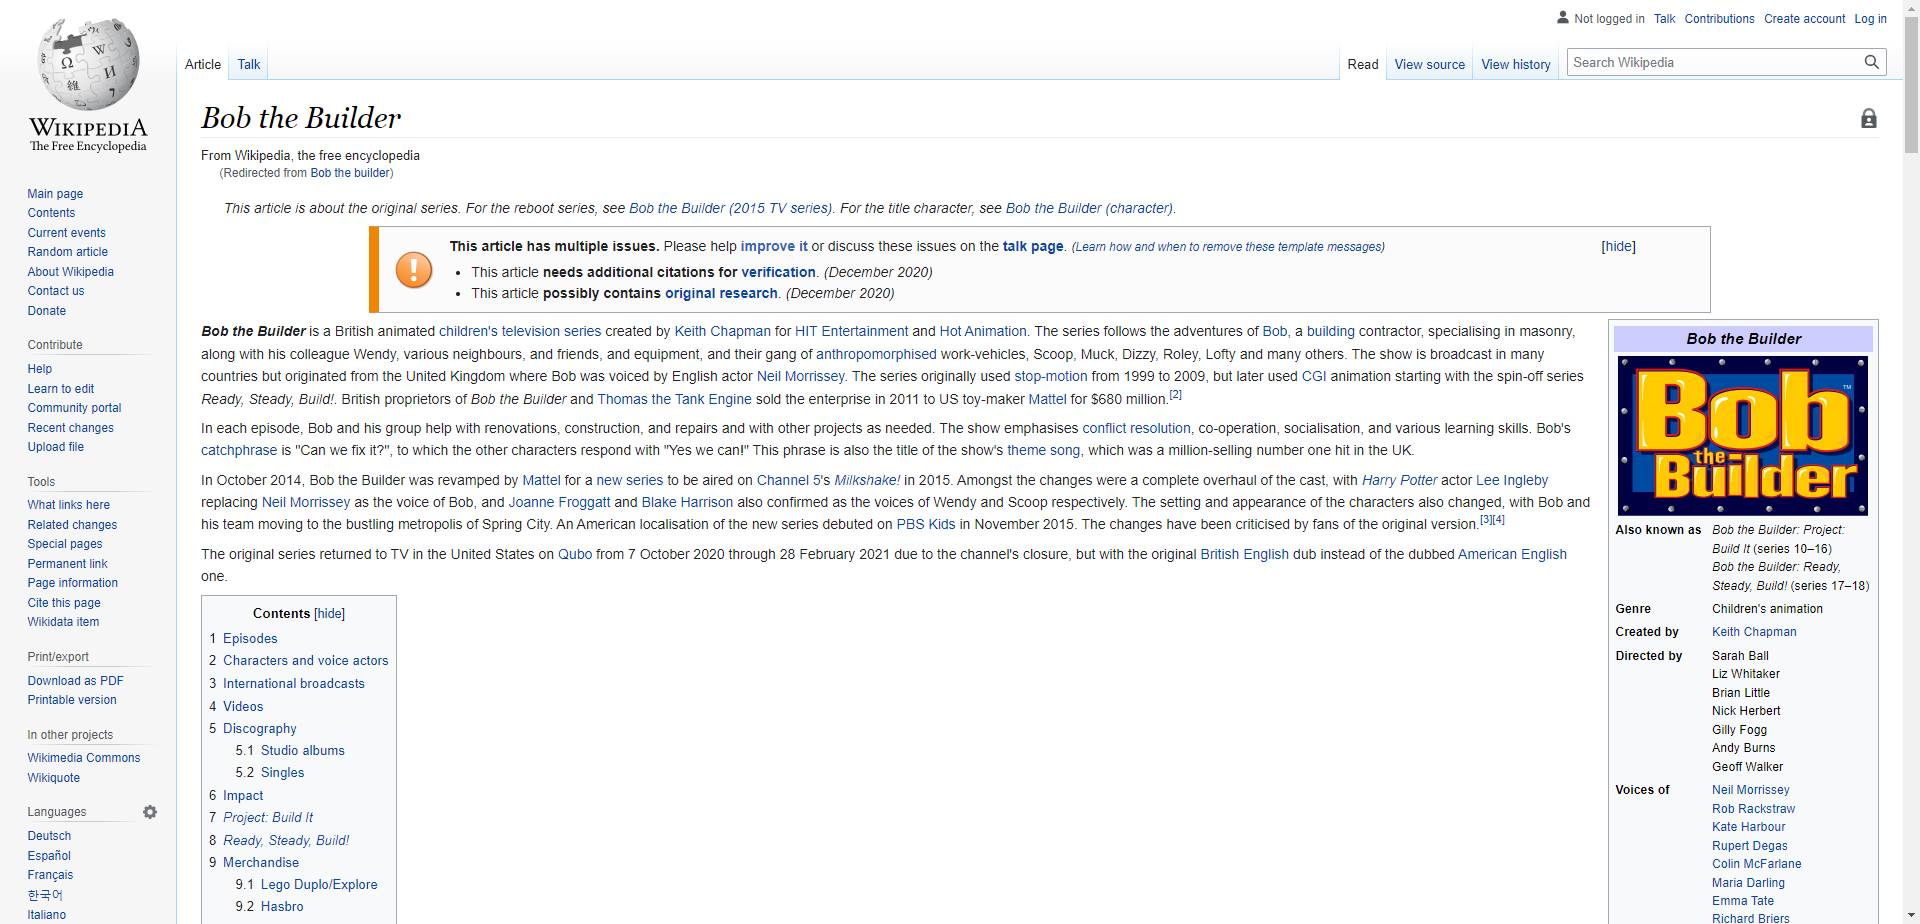 Not logged in Talk Contributions Create account Log in
Article Talk
Read View source View history Search Wikipedia
WIKIPEDIA
The Free Encyclopedia
Main page
Contents
Current events
Random article
About Wikipedia
Contact us
Donate
Contribute
Help
Learn to edit
Community portal
Recent changes
Upload file
Tools
What links here
Related changes
Special pages
Permanent link
Page information
Cite this page
Wikidata item
Print/export
Download as PDF
Printable version
In other projects
Wikimedia Commons
Wikiquote
Languages
Deutsch
Español
Français
한국어
Italiano
Bob the Builder
From Wikipedia, the free encyclopedia
(Redirected from Bob the builder)
This article is about the original series. For the reboot series, see Bob the Builder (2015 TV series). For the title character, see Bob the Builder (character).
This article has multiple issues. Please help improve it or discuss these issues on the talk page. (Learn how and when to remove these template messages) [hide]
• This article needs additional citations for verification. (December 2020)
• This article possibly contains original research. (December 2020)
Bob the Builder is a British animated children's television series created by Keith Chapman for HIT Entertainment and Hot Animation. The series follows the adventures of Bob, a building contractor, specialising in masonry,
along with his colleague Wendy, various neighbours, and friends, and equipment, and their gang of anthropomorphised work-vehicles, Scoop, Muck, Dizzy, Roley, Lofty and many others. The show is broadcast in many
countries but originated from the United Kingdom where Bob was voiced by English actor Neil Morrissey. The series originally used stop-motion from 1999 to 2009, but later used CGI animation starting with the spin-off series
Ready, Steady, Build!. British proprietors of Bob the Builder and Thomas the Tank Engine sold the enterprise in 2011 to US toy-maker Mattel for $680 million.[2]
In each episode, Bob and his group help with renovations, construction, and repairs and with other projects as needed. The show emphasises conflict resolution, co-operation, socialisation, and various learning skills. Bob's
catchphrase is "Can we fix it?", to which the other characters respond with "Yes we can!" This phrase is also the title of the show's theme song, which was a million-selling number one hit in the UK.
In October 2014, Bob the Builder was revamped by Mattel for a new series to be aired on Channel 5's Milkshake! in 2015. Amongst the changes were a complete overhaul of the cast, with Harry Potter actor Lee Ingleby
replacing Neil Morrissey as the voice of Bob, and Joanne Froggatt and Blake Harrison also confirmed as the voices of Wendy and Scoop respectively. The setting and appearance of the characters also changed, with Bob and
his team moving to the bustling metropolis of Spring City. An American localisation of the new series debuted on PBS Kids in November 2015. The changes have been criticised by fans of the original version.[3][4]
The original series returned to TV in the United States on Qubo from 7 October 2020 through 28 February 2021 due to the channel's closure, but with the original British English dub instead of the dubbed American English
one.
Contents [hide]
1 Episodes
2 Characters and voice actors
3 International broadcasts
4 Videos
5 Discography
5.1 Studio albums
5.2 Singles
6 Impact
7 Project: Build It
8 Ready, Steady, Build!
9 Merchandise
9.1 Lego Duplo/Explore
9.2 Hasbro
Bob the Builder
Bob
the
Builder
TM
Also known as Bob the Builder: Project:
Build It (series 10–16)
Bob the Builder: Ready,
Steady, Build! (series 17–18)
Genre Children's animation
Created by Keith Chapman
Directed by Sarah Ball
Liz Whitaker
Brian Little
Nick Herbert
Gilly Fogg
Andy Burns
Geoff Walker
Voices of Neil Morrissey
Rob Rackstraw
Kate Harbour
Rupert Degas
Colin McFarlane
Maria Darling
Emma Tate
Richard Briers